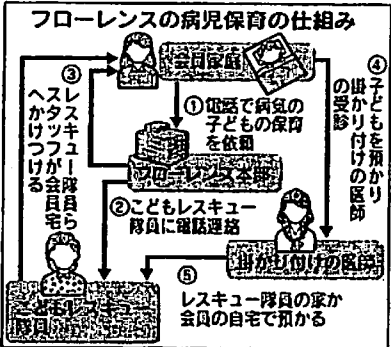 フローレンスの病児保育の仕組み
会員家庭
①電話で病気の
子どもの保育
を依頼
フローレンス本部
②こどもレスキュー
隊員に電話連絡
③
レスキュー隊員ら
スタッフが会員宅
へかけつける
④
子どもを預かり
掛かり付けの医師
の受診
掛かり付けの医師
⑤
レスキュー隊員の家か
会員の自宅で預かる
こどもレスキュー
隊員